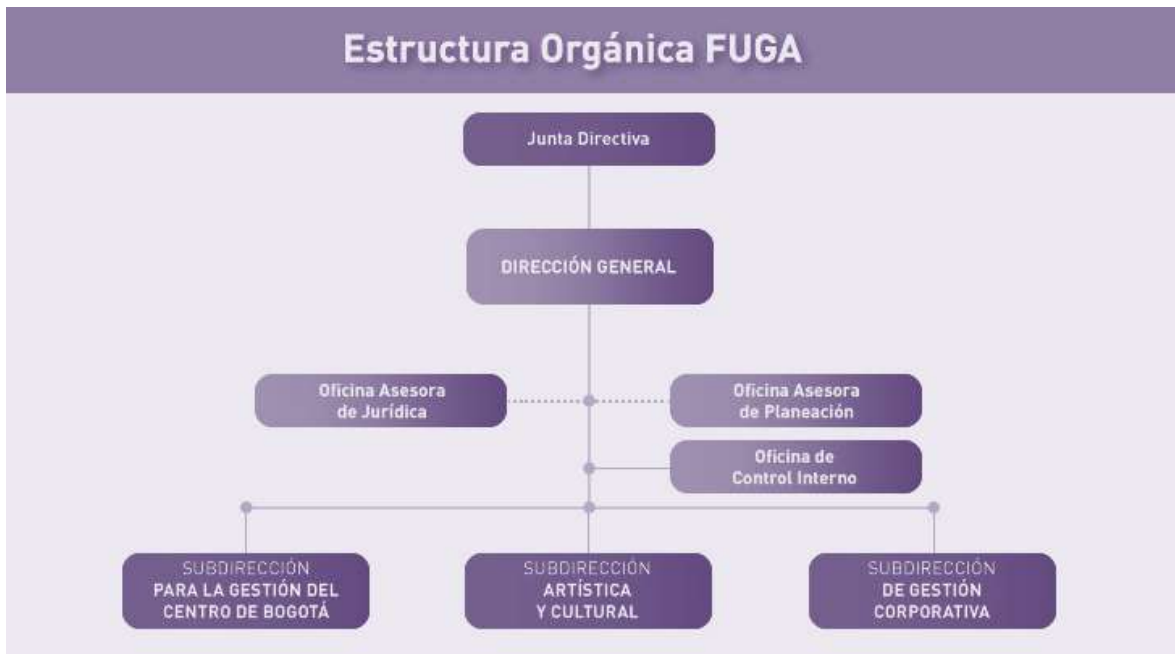 Estructura Orgánica FUGA
Junta Directiva
DIRECCIÓN GENERAL
Oficina Asesora
de Jurídica
Oficina Asesora
de Planeación
Oficina de
Control Interno
SUBDIRECCIÓN
PARA LA GESTIÓN DEL
CENTRO DE BOGOTÁ
SUBDIRECCIÓN
ARTÍSTICA
Y CULTURAL
SUBDIRECCIÓN
DE GESTIÓN
CORPORATIVA